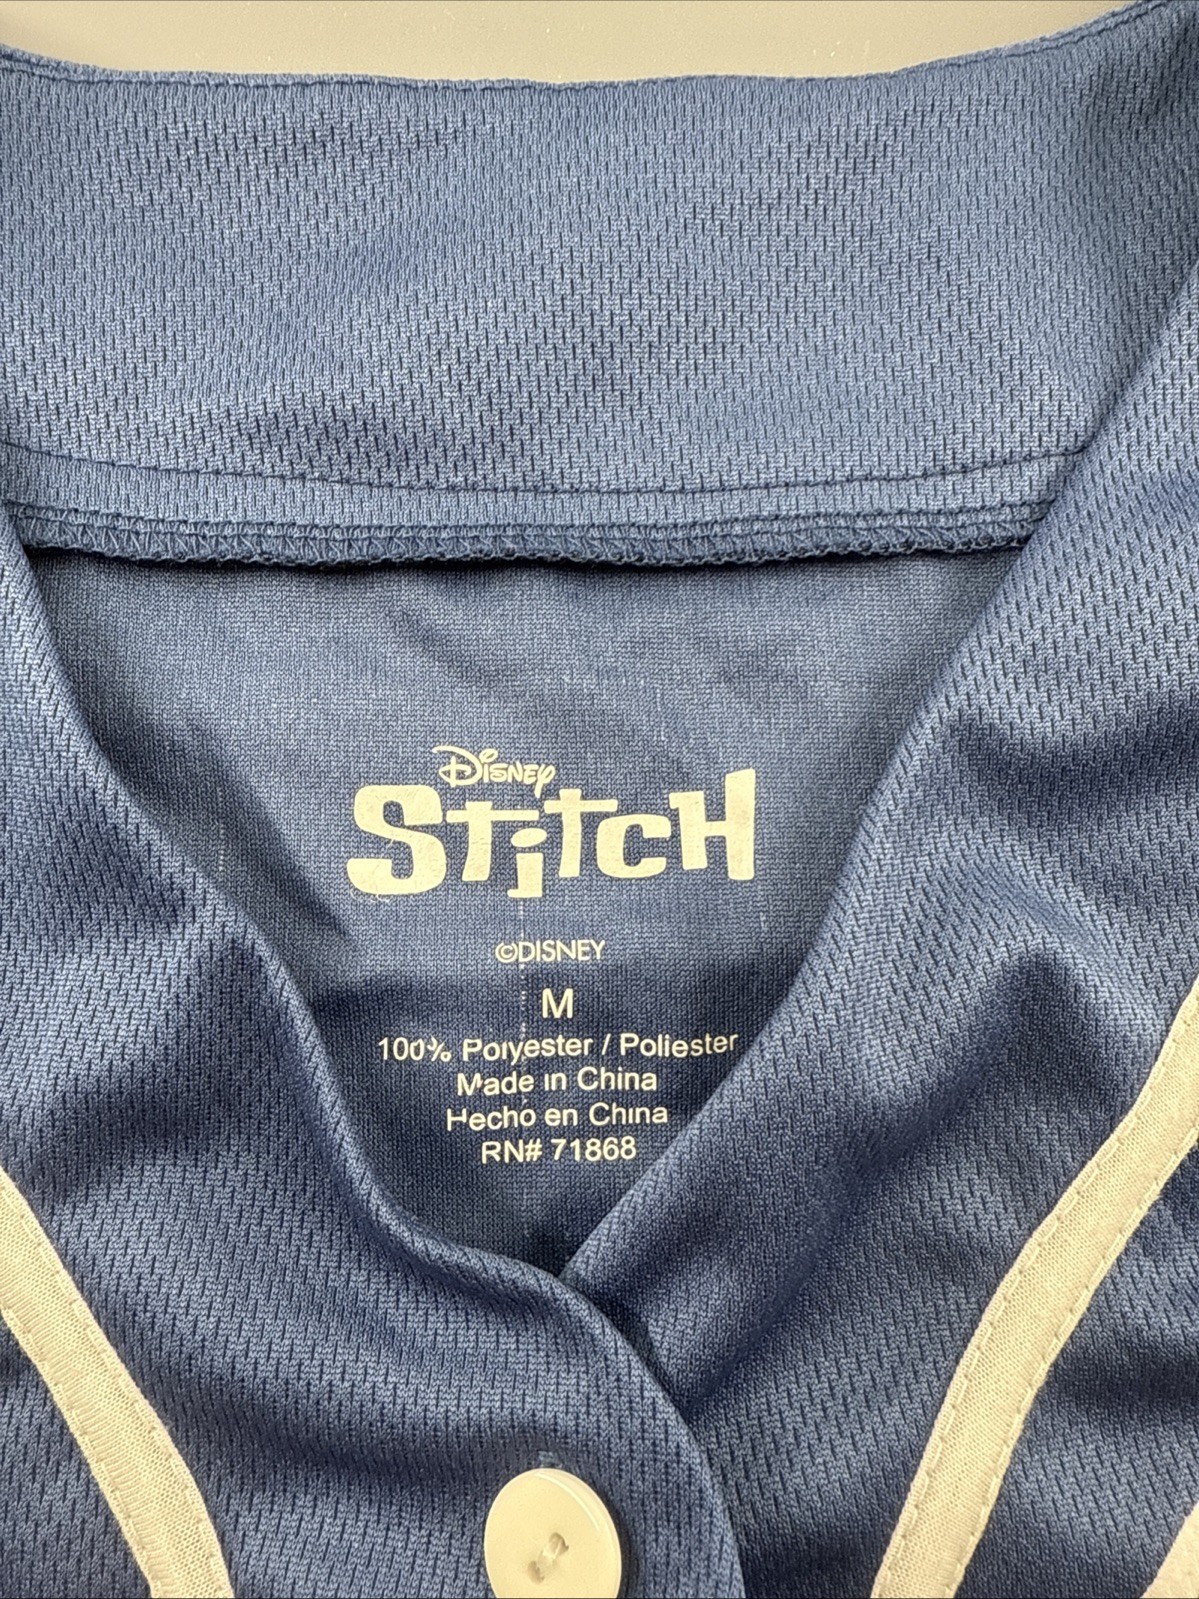 Disney
Stitch
©DISNEY
M
100% Polyester / Poliester
Made in China
Hecho en China
RN# 71868